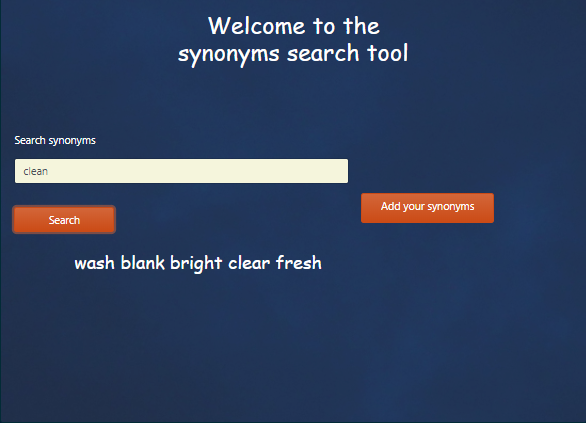 Welcome to the
synonyms search tool
Search synonyms
clean
Add your synonyms
Search
wash blank bright clear fresh